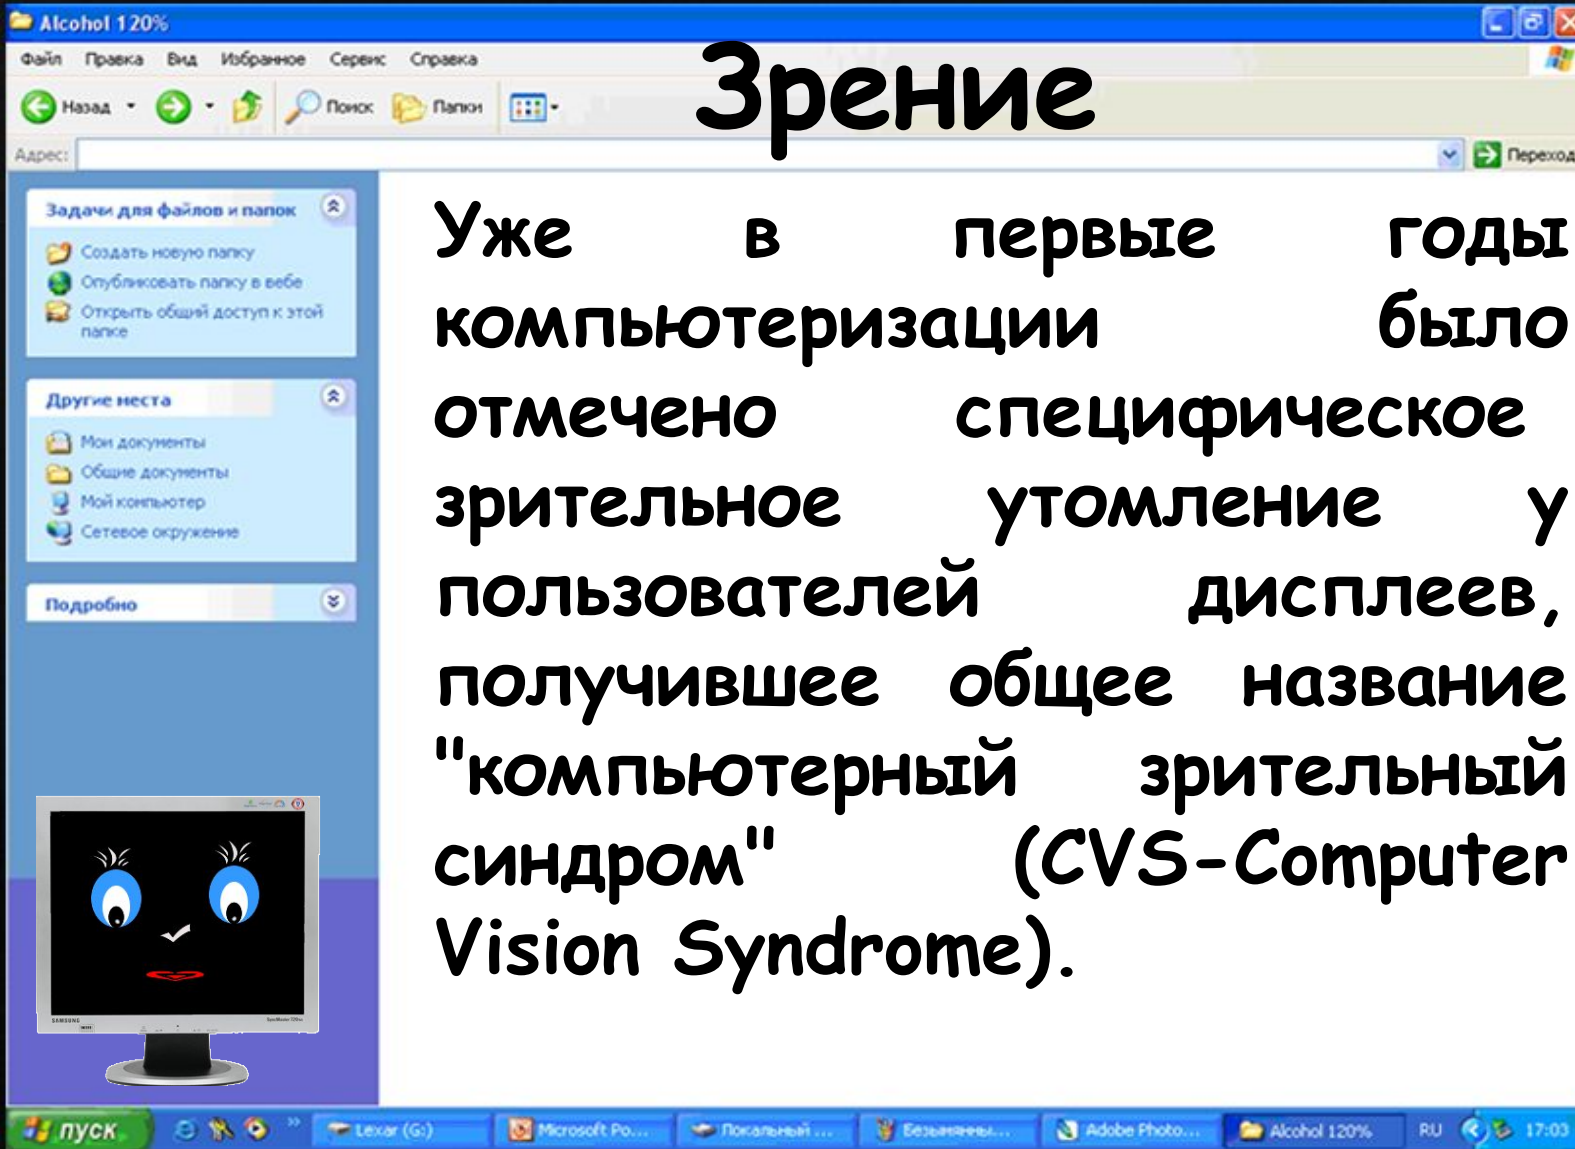 Alcohol 120%
Файл Правка Вид Избранное Сервис Справка
Зрение
Назад Поиск Папки
Адрес: Переход
Задачи для файлов и папок
Создать новую папку
Опубликовать папку в вебе
Открыть общий доступ к этой
папке
Другие места
Мои документы
Общие документы
Мой компьютер
Сетевое окружение
Подробно
Уже в первые годы
компьютеризации было
отмечено специфическое
зрительное утомление у
пользователей дисплеев,
получившее общее название
"компьютерный зрительный
синдром" (CVS-Computer
Vision Syndrome).
SAMSUNG
пуск Lexar (G:) Microsoft Po... Локальный ... Безымянны... Adobe Photo... Alcohol 120% RU 17:03